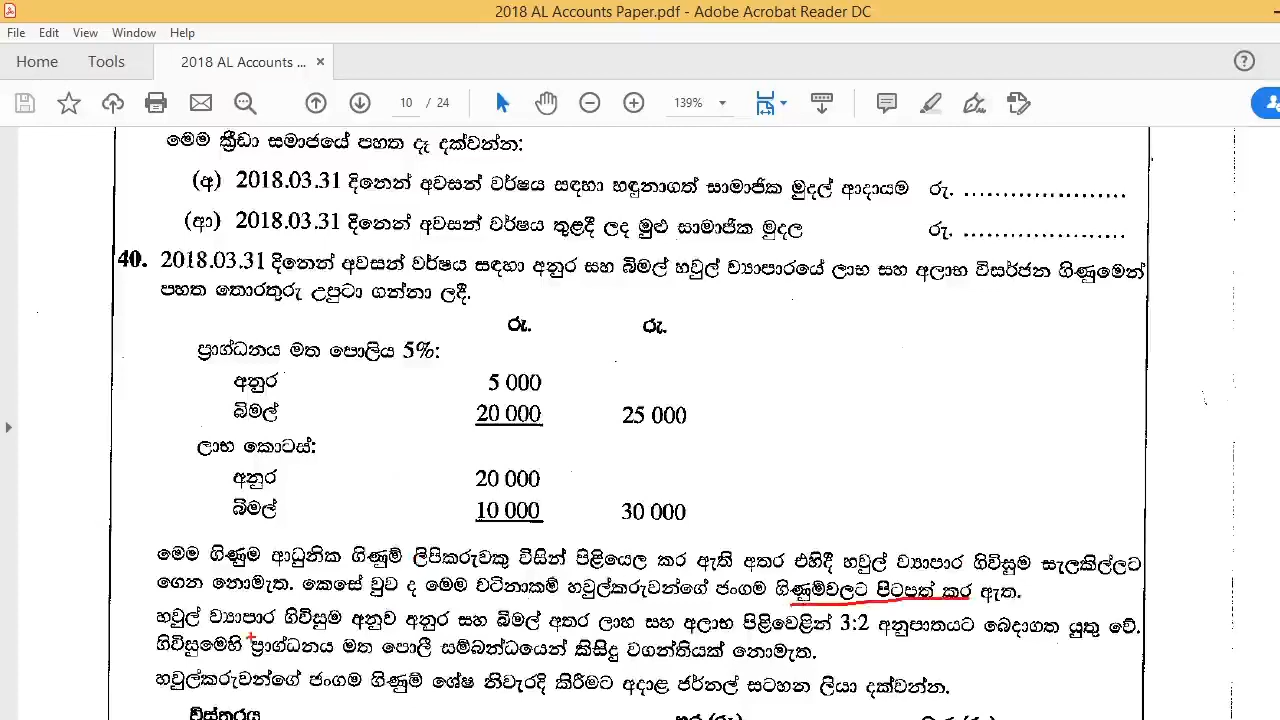 2018 AL Accounts Paper.pdf - Adobe Acrobat Reader DC
File Edit View Window Help
Home Tools 2018 AL Accounts ... ×
10 / 24 139%
මෙම ක්‍රීඩා සමාජයේ පහත දෑ දක්වන්න:
(අ) 2018.03.31 දිනෙන් අවසන් වර්ෂය සඳහා හඳුනාගත් සාමාජික මුදල් ආදායම රු. ......................
(ආ) 2018.03.31 දිනෙන් අවසන් වර්ෂය තුළදී ලද මුළු සාමාජික මුදල රු. ......................
40. 2018.03.31 දිනෙන් අවසන් වර්ෂය සඳහා අනුර සහ බිමල් හවුල් ව්‍යාපාරයේ ලාභ සහ අලාභ විසර්ජන ගිණුමෙන්
පහත තොරතුරු උපුටා ගන්නා ලදී.
රු. රු.
ප්‍රාග්ධනය මත පොලිය 5%:
අනුර 5 000
බිමල් 20 000 25 000
ලාභ කොටස්:
අනුර 20 000
බිමල් 10 000 30 000
මෙම ගිණුම ආධුනික ගිණුම් ලිපිකරුවකු විසින් පිළියෙල කර ඇති අතර එහිදී හවුල් ව්‍යාපාර ගිවිසුම සැලකිල්ලට
ගෙන නොමැත. කෙසේ වුව ද මෙම වටිනාකම් හවුල්කරුවන්ගේ ජංගම ගිණුම්වලට පිටපත් කර ඇත.
හවුල් ව්‍යාපාර ගිවිසුම අනුව අනුර සහ බිමල් අතර ලාභ සහ අලාභ පිළිවෙළින් 3:2 අනුපාතයට බෙදාගත යුතු වේ.
ගිවිසුමෙහි ප්‍රාග්ධනය මත පොලී සම්බන්ධයෙන් කිසිදු වගන්තියක් නොමැත.
හවුල්කරුවන්ගේ ජංගම ගිණුම් ශේෂ නිවැරදි කිරීමට අදාළ ජර්නල් සටහන ලියා දක්වන්න.
විස්තරය